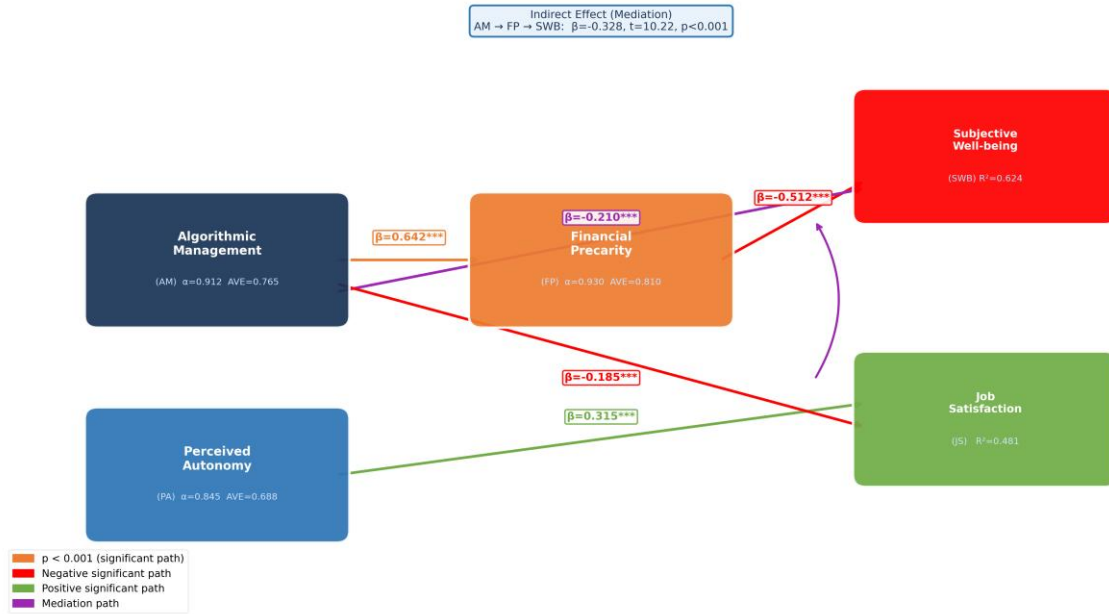 Indirect Effect (Mediation)
AM → FP → SWB:  β=-0.328, t=10.22, p<0.001
Subjective
Well-being
(SWB) R²=0.624
β=-0.512***
β=-0.210***
β=0.642***
Algorithmic
Management
(AM)  α=0.912  AVE=0.765
Financial
Precarity
(FP)  α=0.930  AVE=0.810
β=-0.185***
β=0.315***
Job
Satisfaction
(JS)   R²=0.481
Perceived
Autonomy
(PA)  α=0.845  AVE=0.688
p < 0.001 (significant path)
Negative significant path
Positive significant path
Mediation path